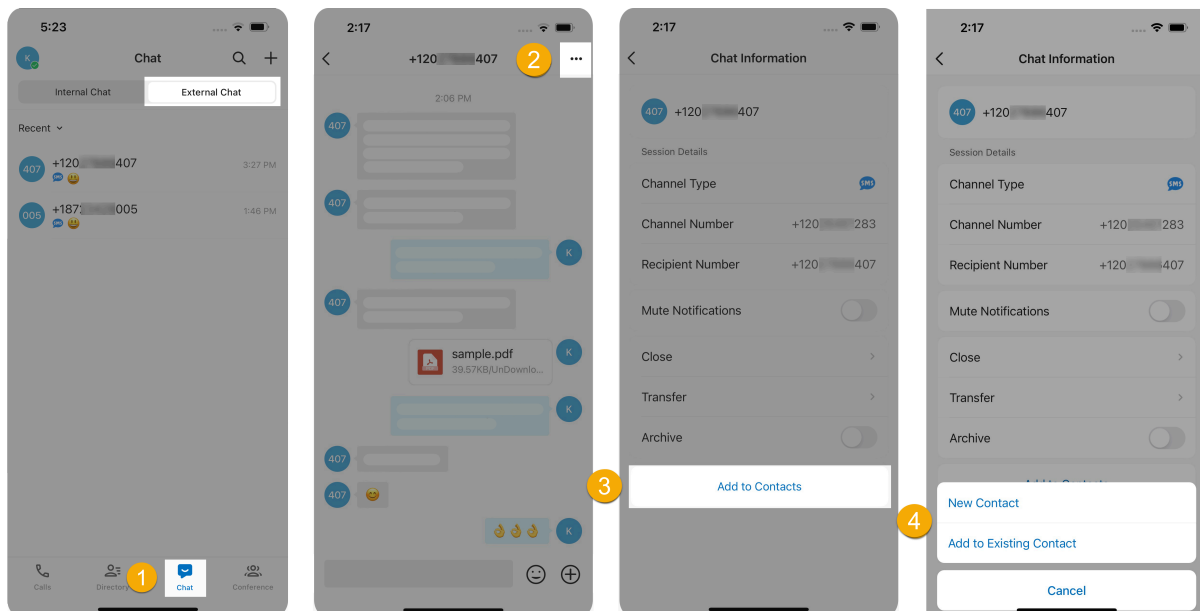 5:23
K
Chat
Internal Chat
External Chat
Recent
407
+120 407
3:27 PM
SMS
005
+187 005
1:46 PM
SMS
Calls
Directory
1
Chat
Conference
2:17
+120 407
2
2:06 PM
407
407
K
407
sample.pdf
39.57KB/UnDownlo...
K
K
407
407
K
2:17
Chat Information
407
+120 407
Session Details
Channel Type
SMS
Channel Number
+120 283
Recipient Number
+120 407
Mute Notifications
Close
Transfer
Archive
3
Add to Contacts
2:17
Chat Information
407
+120 407
Session Details
Channel Type
SMS
Channel Number
+120 283
Recipient Number
+120 407
Mute Notifications
Close
Transfer
Archive
Add to Contacts
4
New Contact
Add to Existing Contact
Cancel